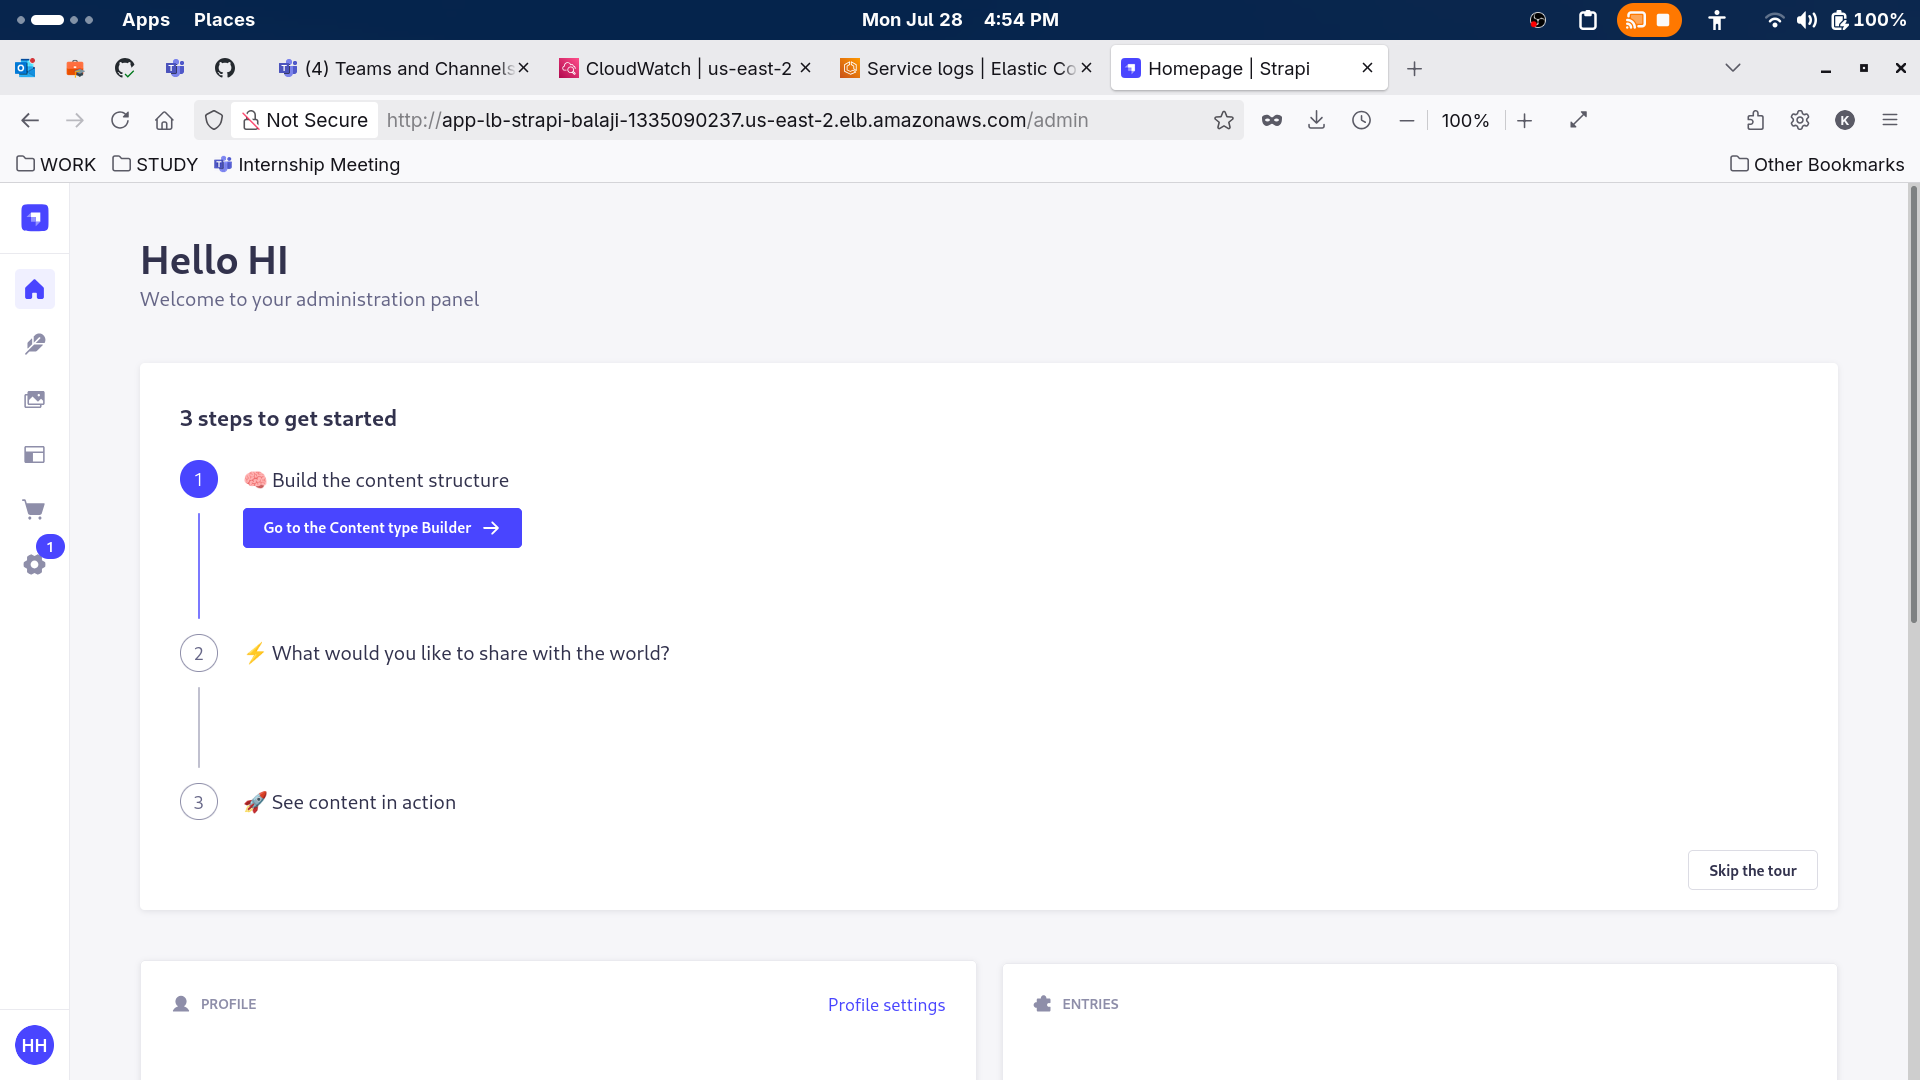 Apps Places Mon Jul 28 4:54 PM 100%
(4) Teams and Channels CloudWatch | us-east-2 Service logs | Elastic Co Homepage | Strapi
Not Secure http://app-lb-strapi-balaji-1335090237.us-east-2.elb.amazonaws.com/admin 100% K
WORK STUDY Internship Meeting Other Bookmarks
Hello HI
Welcome to your administration panel
3 steps to get started
1 🧠 Build the content structure
Go to the Content type Builder
1
2 ⚡ What would you like to share with the world?
3 🚀 See content in action
Skip the tour
PROFILE Profile settings ENTRIES
HH